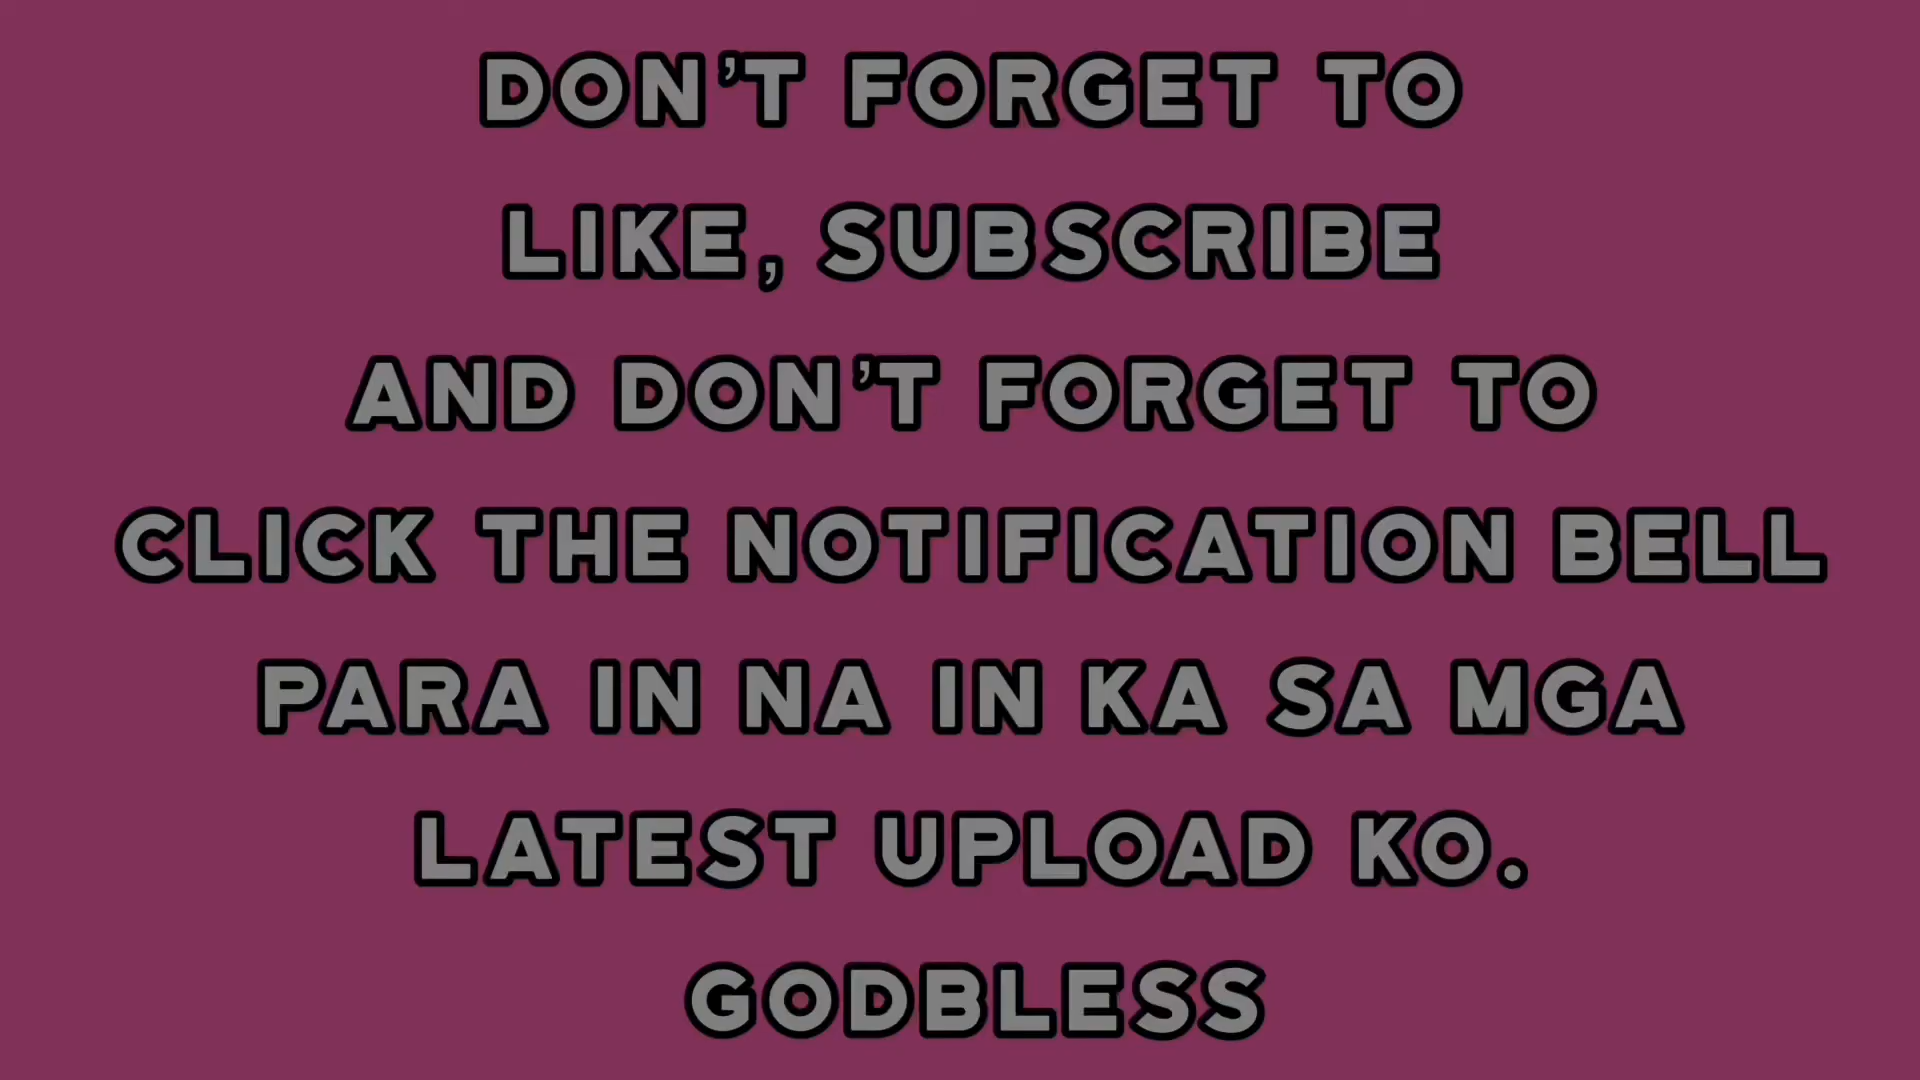 DON'T FORGET TO
LIKE, SUBSCRIBE
AND DON'T FORGET TO
CLICK THE NOTIFICATION BELL
PARA IN NA IN KA SA MGA
LATEST UPLOAD KO.
GODBLESS